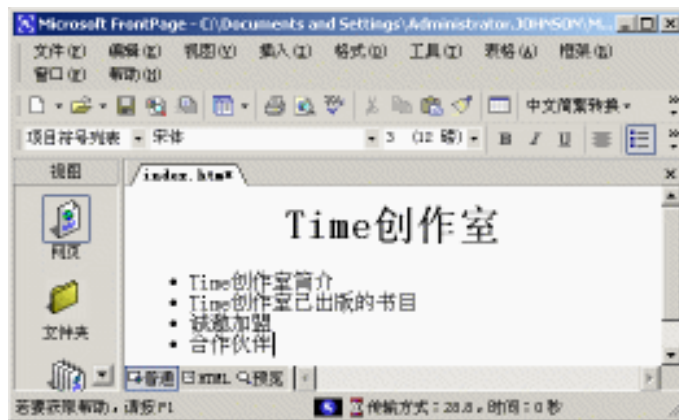 Microsoft FrontPage - C:\Documents and Settings\Administrator.JOHNSON\M...
文件(F) 编辑(E) 视图(V) 插入(I) 格式(O) 工具(T) 表格(A) 框架(R)
窗口(W) 帮助(H)
中文简繁转换
项目符号列表 宋体 3 (12 磅) B I U
视图 index.htm*
Time创作室
网页
• Time创作室简介
• Time创作室已出版的书目
• 诚邀加盟
• 合作伙伴
文件夹
普通 HTML 预览
若要获得帮助，请按F1 传输方式：28.8，时间：0秒